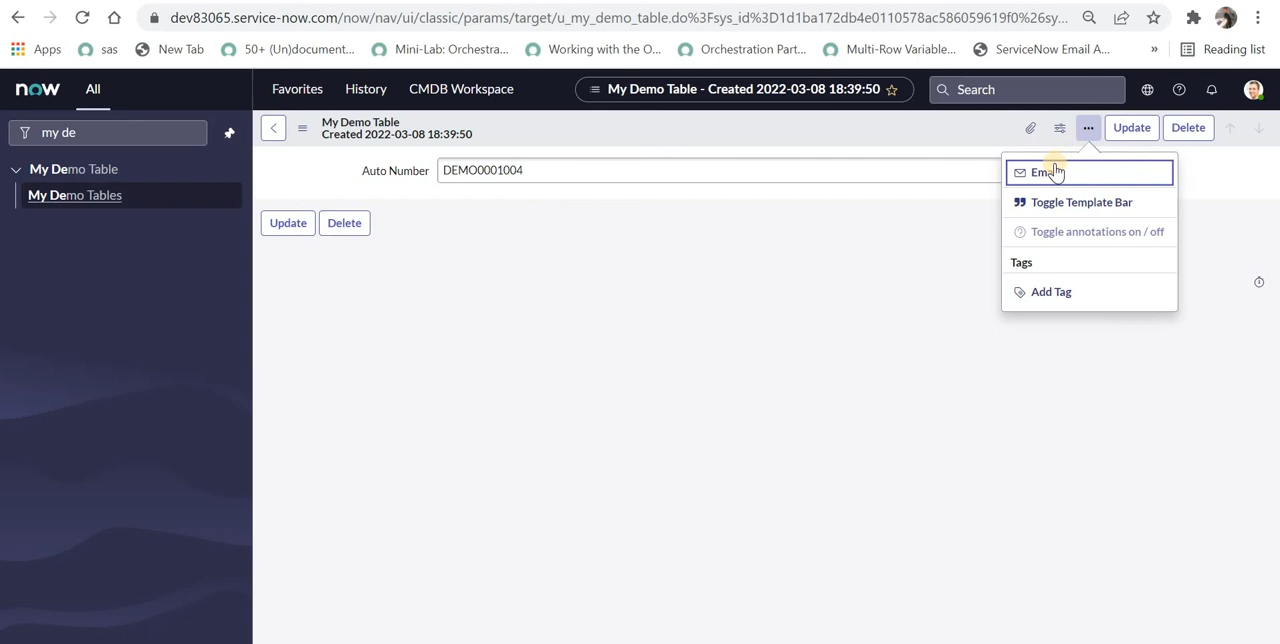 dev83065.service-now.com/now/nav/ui/classic/params/target/u_my_demo_table.do%3Fsys_id%3D1d1ba172db4e0110578ac586059619f0%26sy...
Apps sas New Tab 50+ (Un)document... Mini-Lab: Orchestra... Working with the O... Orchestration Part... Multi-Row Variable... ServiceNow Email A... » Reading list
now All Favorites History CMDB Workspace My Demo Table - Created 2022-03-08 18:39:50 Search
my de
My Demo Table
My Demo Tables
My Demo Table
Created 2022-03-08 18:39:50
Update Delete
Auto Number DEMO0001004
Update Delete
Email
Toggle Template Bar
Toggle annotations on / off
Tags
Add Tag